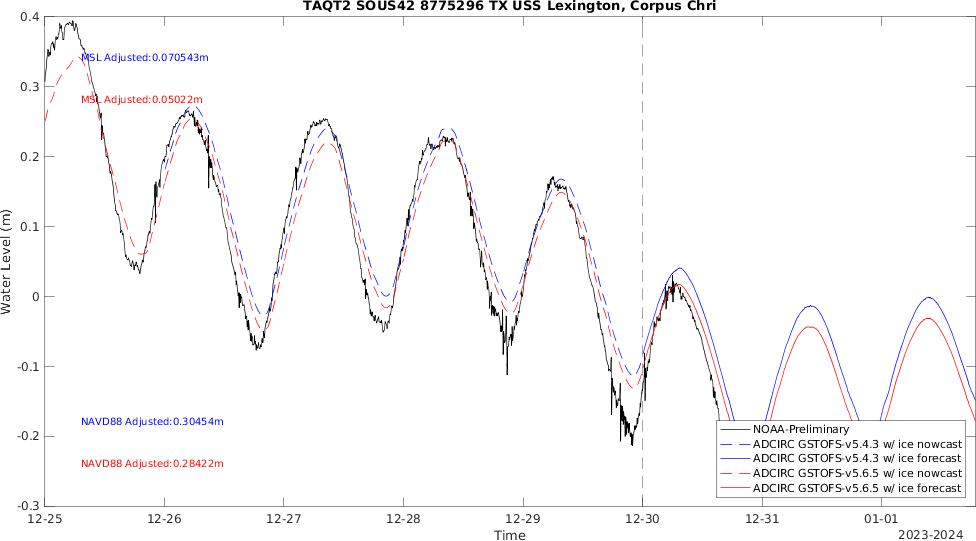 TAQT2 SOUS42 8775296 TX USS Lexington, Corpus Chri
0.4
MSL Adjusted:0.070543m
0.3
MSL Adjusted:0.05022m
0.2
0.1
Water Level (m)
0
-0.1
NAVD88 Adjusted:0.30454m
-0.2
NAVD88 Adjusted:0.28422m
-0.3
NOAA-Preliminary
ADCIRC GSTOFS-v5.4.3 w/ ice nowcast
ADCIRC GSTOFS-v5.4.3 w/ ice forecast
ADCIRC GSTOFS-v5.6.5 w/ ice nowcast
ADCIRC GSTOFS-v5.6.5 w/ ice forecast
12-25 12-26 12-27 12-28 12-29 12-30 12-31 01-01
Time
2023-2024